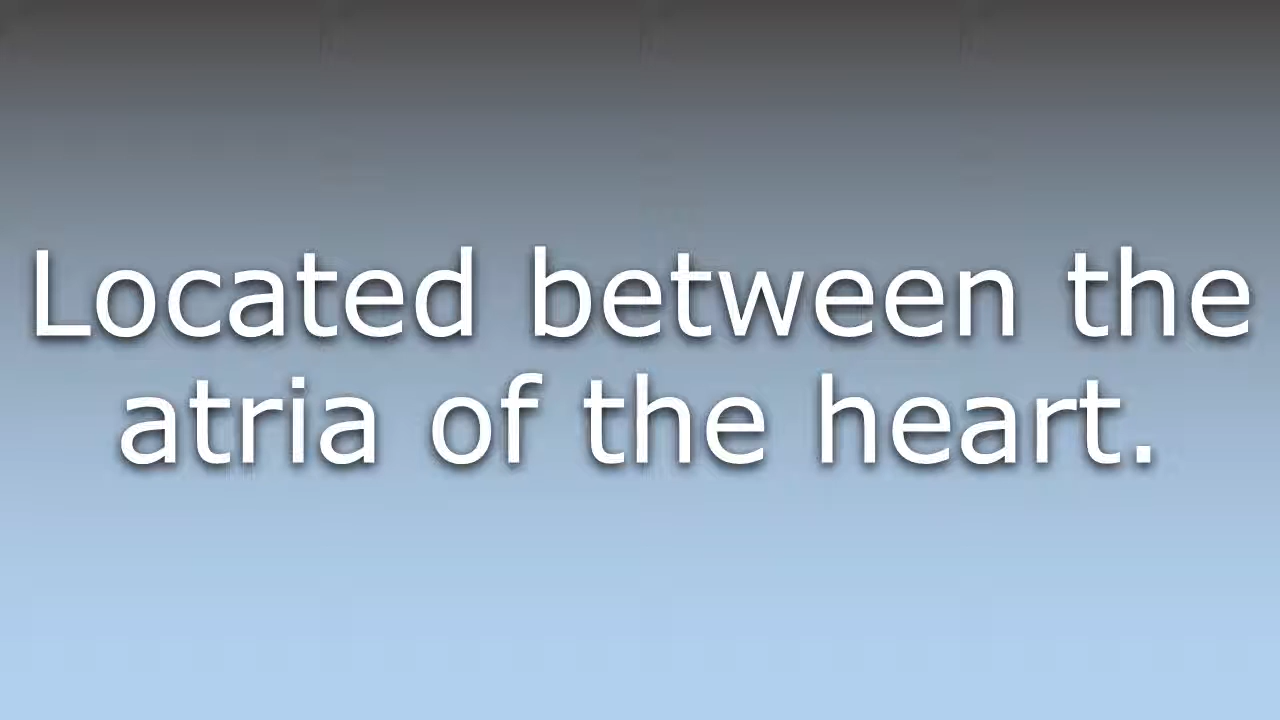 Located between the
atria of the heart.